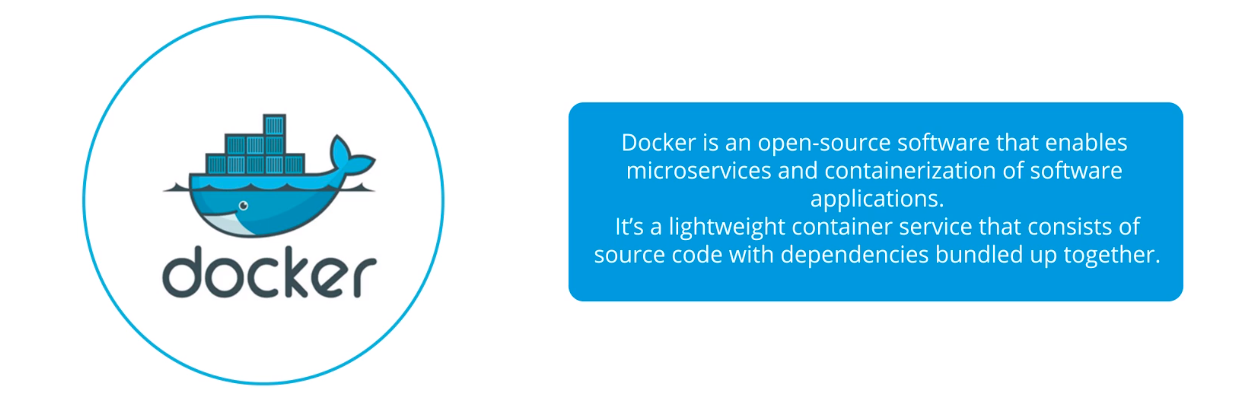 docker
Docker is an open-source software that enables
microservices and containerization of software
applications.
It’s a lightweight container service that consists of
source code with dependencies bundled up together.